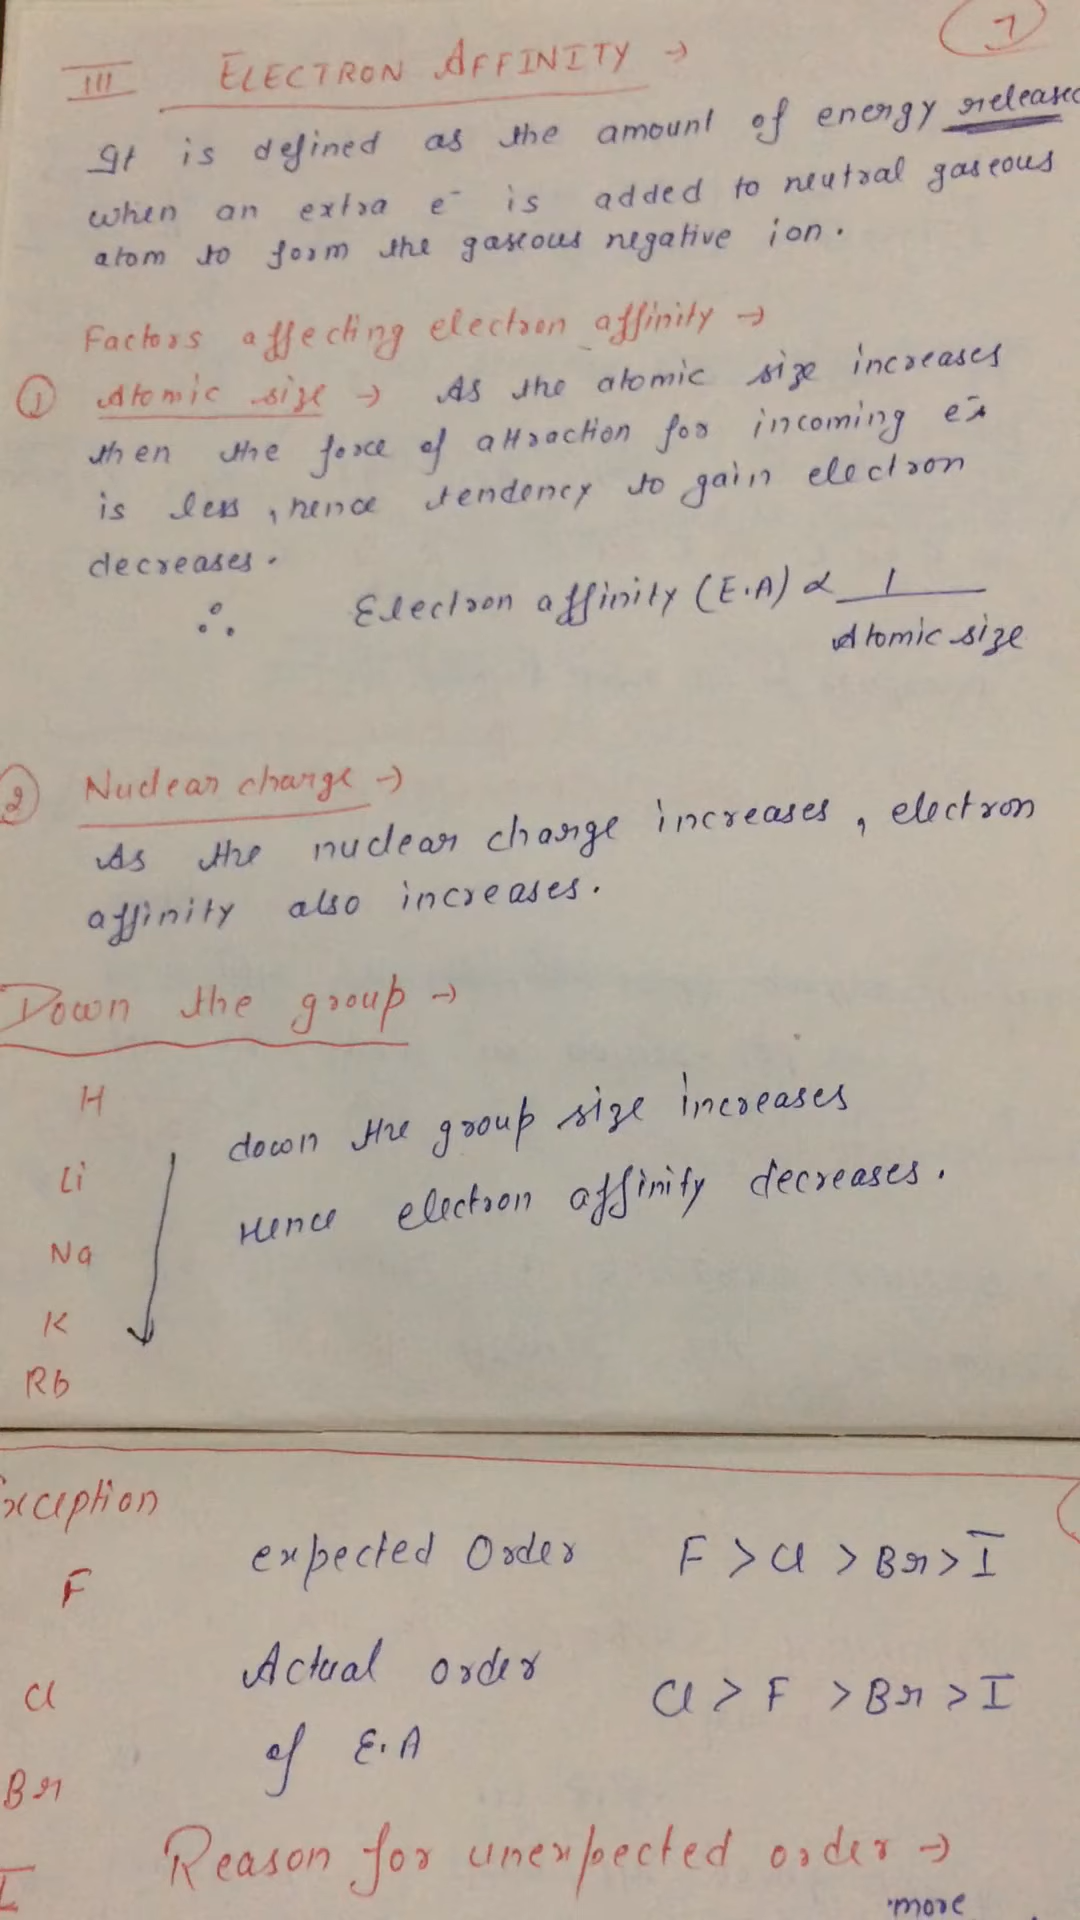 7
III ELECTRON AFFINITY →
It is defined as the amount of energy released
when an extra e⁻ is added to neutral gaseous
atom to form the gaseous negative ion.
Factors affecting electron affinity →
① Atomic size → As the atomic size increases
then the force of attraction for incoming e⁻s
is less, hence tendency to gain electron
decreases.
∴ Electron affinity (E.A) ∝ 1
Atomic size
② Nuclear charge →
As the nuclear charge increases, electron
affinity also increases.
Down the group →
H
down the group size increases
Li
Hence electron affinity decreases.
Na
K
Rb
xception
expected Order F > Cl > Br > I
F
Actual order Cl > F > Br > I
Cl
of E.A
Br
Reason for unexpected order →
I
more